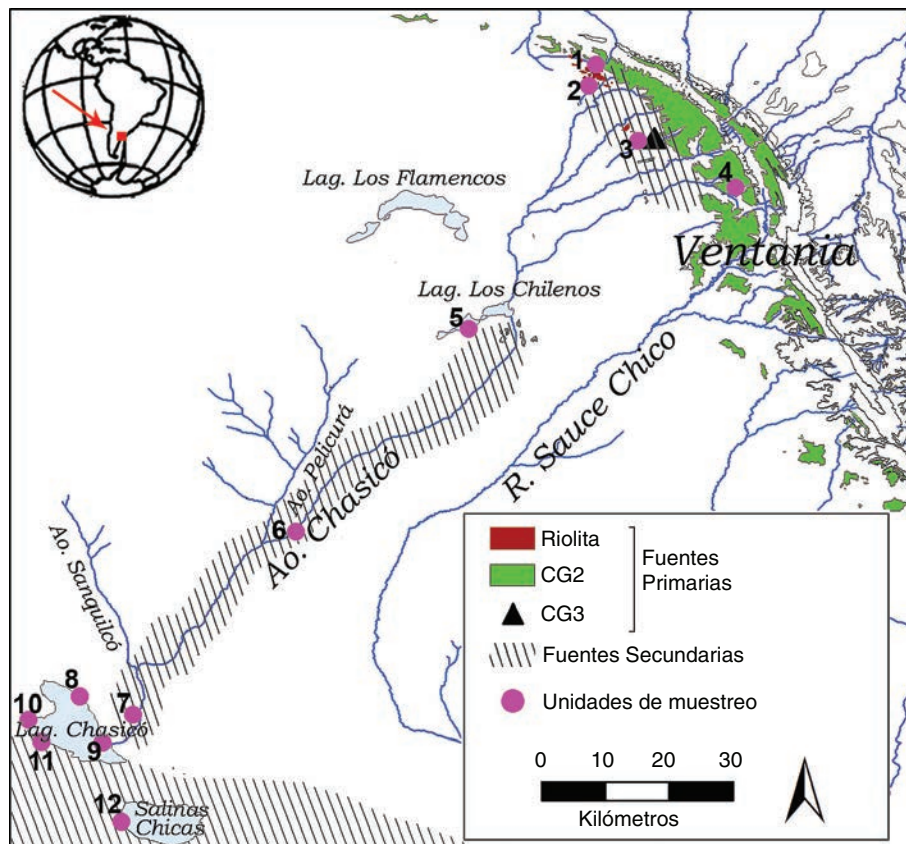 1
2
3
4
Lag. Los Flamencos
Ventania
Lag. Los Chilenos
5
R. Sauce Chico
Ao. Pelicurá
Ao. Chasicó
6
Ao. Sanquilcó
8
10
7
Lag. Chasicó
9
11
12
Salinas
Chicas
Riolita
CG2
CG3
Fuentes
Primarias
Fuentes Secundarias
Unidades de muestreo
0 10 20 30
Kilómetros